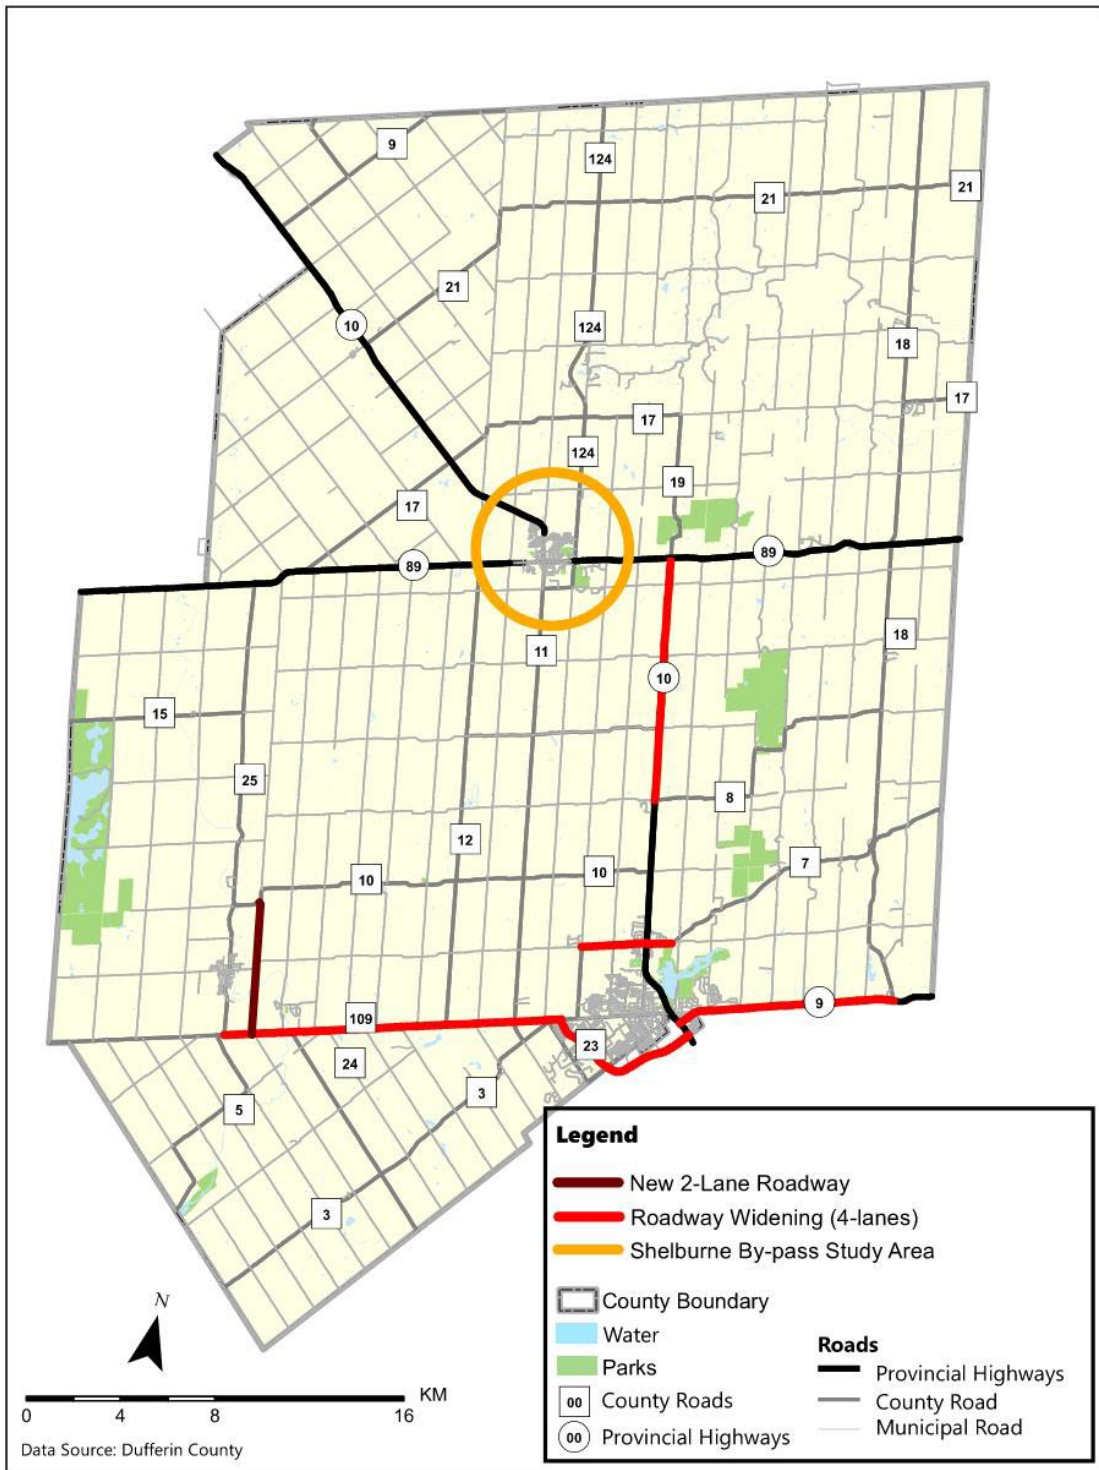 9
124
21
21
21
10
124
18
17
17
124
19
17
89
89
18
11
10
15
25
8
12
7
10
10
9
109
23
24
3
5
3
Legend
New 2-Lane Roadway
Roadway Widening (4-lanes)
Shelburne By-pass Study Area
County Boundary
Water
Parks
00 County Roads
00 Provincial Highways
Roads
Provincial Highways
County Road
Municipal Road
N
KM
0 4 8 16
Data Source: Dufferin County